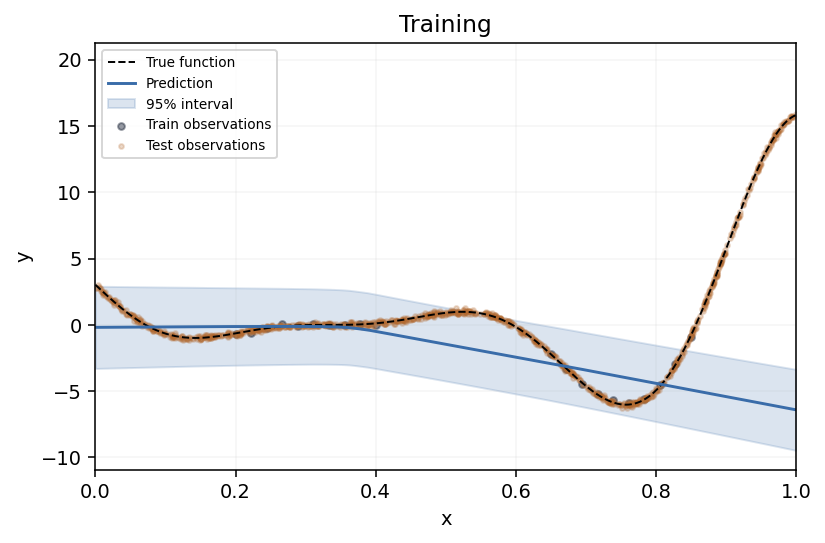 Training
20
15
10
5
0
−5
−10
y
True function
Prediction
95% interval
Train observations
Test observations
0.0 0.2 0.4 0.6 0.8 1.0
x